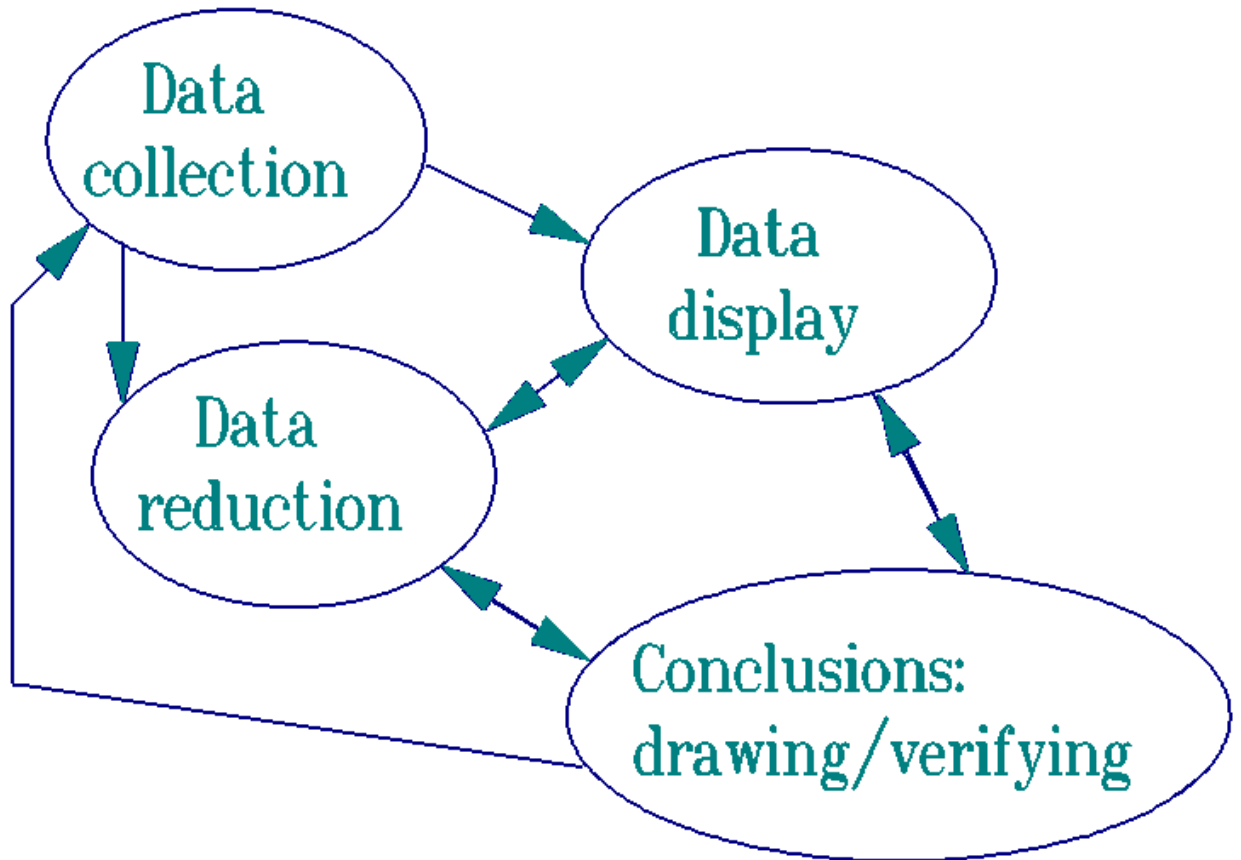 Data
collection
Data
display
Data
reduction
Conclusions:
drawing/verifying